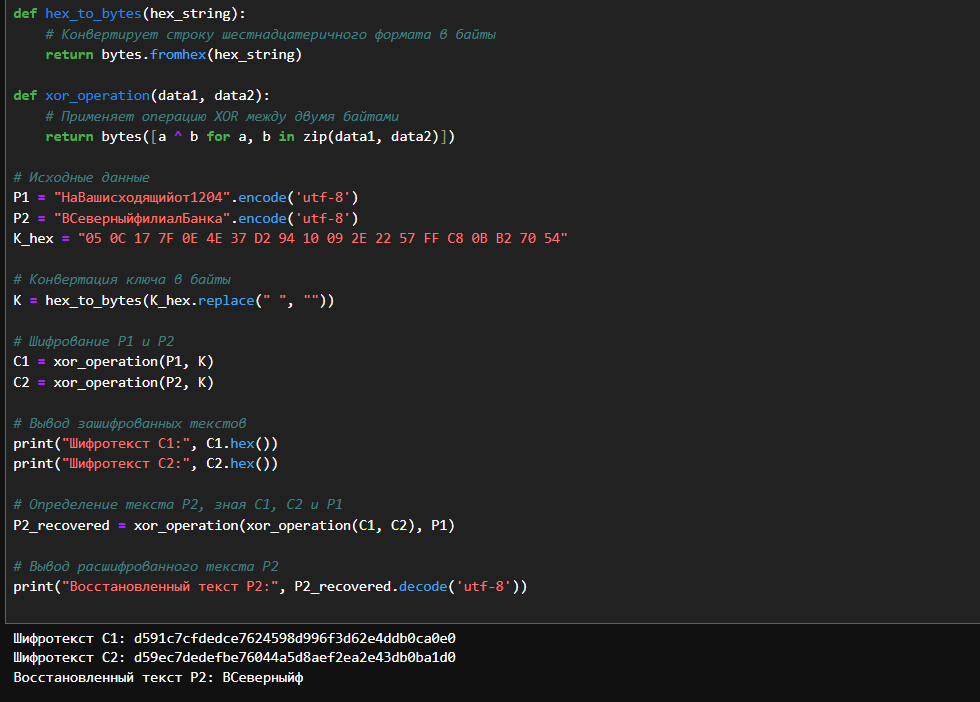 def hex_to_bytes(hex_string):
    # Конвертирует строку шестнадцатеричного формата в байты
    return bytes.fromhex(hex_string)

def xor_operation(data1, data2):
    # Применяет операцию XOR между двумя байтами
    return bytes([a ^ b for a, b in zip(data1, data2)])

# Исходные данные
P1 = "НаВашисходящийот1204".encode('utf-8')
P2 = "ВСеверныйфилиалБанка".encode('utf-8')
K_hex = "05 0C 17 7F 0E 4E 37 D2 94 10 09 2E 22 57 FF C8 0B B2 70 54"

# Конвертация ключа в байты
K = hex_to_bytes(K_hex.replace(" ", ""))

# Шифрование P1 и P2
C1 = xor_operation(P1, K)
C2 = xor_operation(P2, K)

# Вывод зашифрованных текстов
print("Шифротекст C1:", C1.hex())
print("Шифротекст C2:", C2.hex())

# Определение текста P2, зная C1, C2 и P1
P2_recovered = xor_operation(xor_operation(C1, C2), P1)

# Вывод расшифрованного текста P2
print("Восстановленный текст P2:", P2_recovered.decode('utf-8'))

Шифротекст C1: d591c7cfdedce7624598d996f3d62e4ddb0ca0e0
Шифротекст C2: d59ec7dedefbe76044a5d8aef2ea2e43db0ba1d0
Восстановленный текст P2: ВСеверныйф